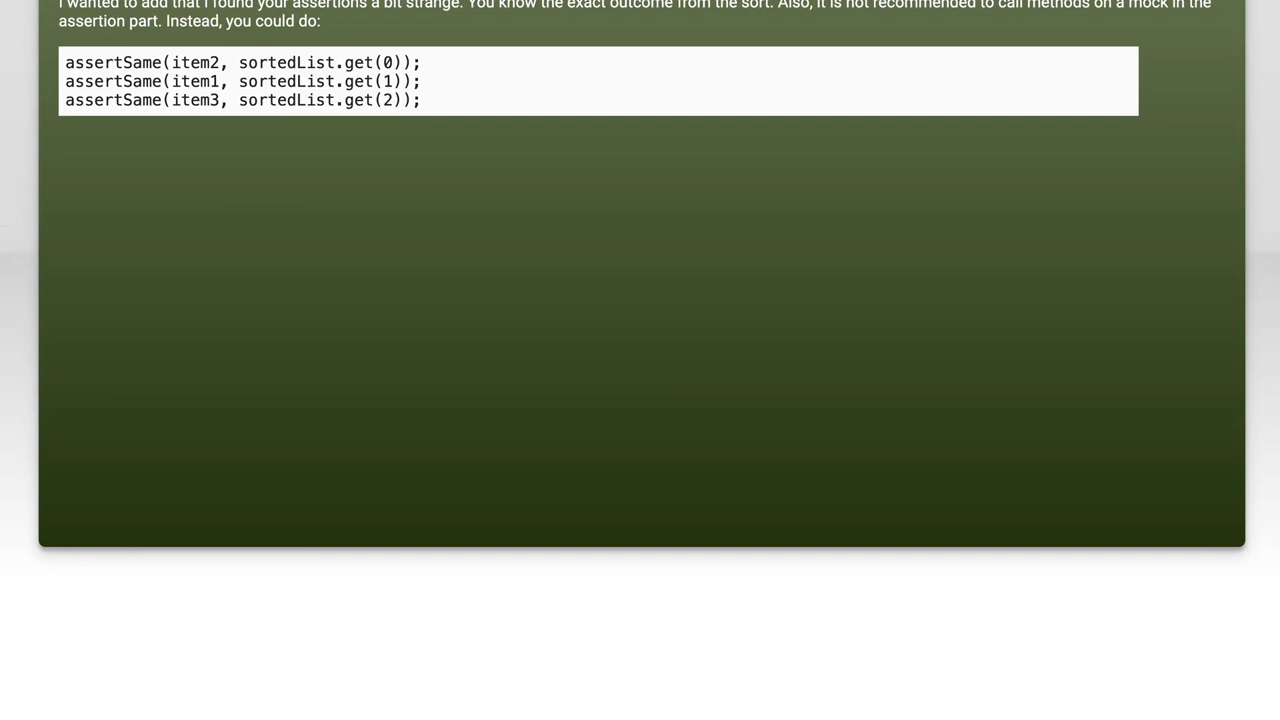 I wanted to add that I found your assertions a bit strange. You know the exact outcome from the sort. Also, it is not recommended to call methods on a mock in the
assertion part. Instead, you could do:
assertSame(item2, sortedList.get(0));
assertSame(item1, sortedList.get(1));
assertSame(item3, sortedList.get(2));